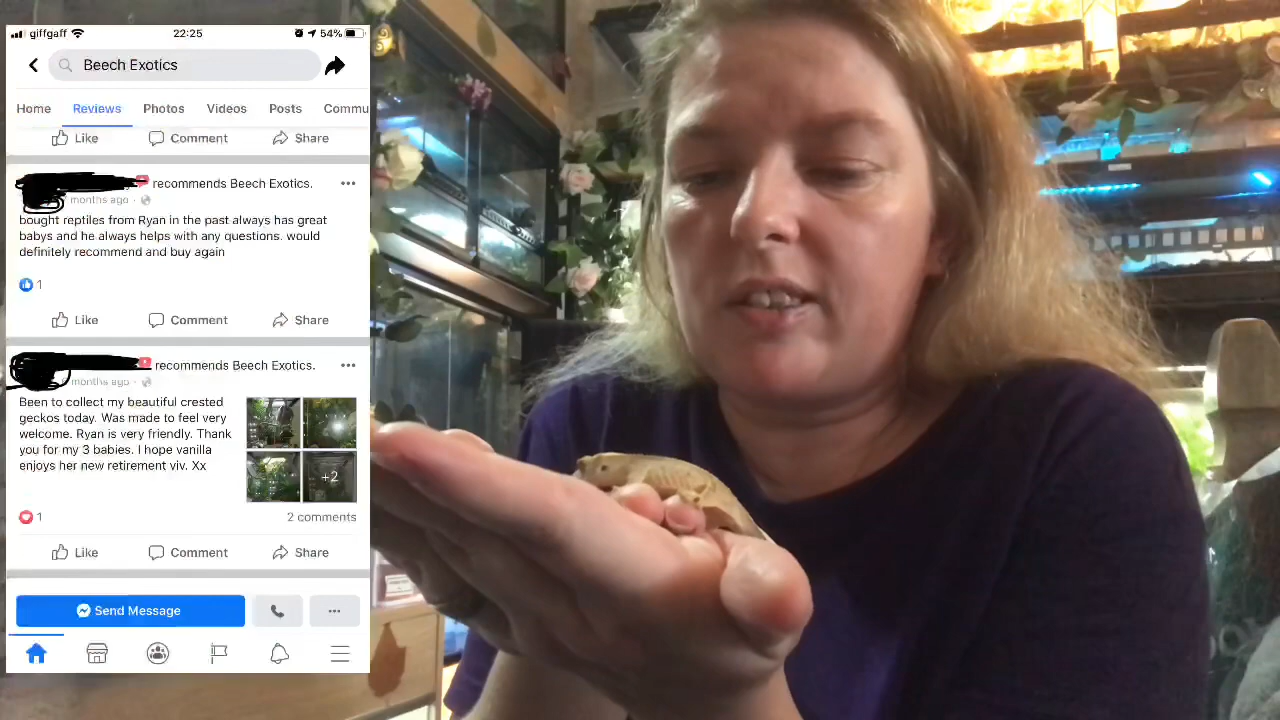 giffgaff 22:25 54%
Beech Exotics
Home Reviews Photos Videos Posts Commu
Like Comment Share
recommends Beech Exotics.
months ago
bought reptiles from Ryan in the past always has great
babys and he always helps with any questions. would
definitely recommend and buy again
1
Like Comment Share
recommends Beech Exotics.
months ago
Been to collect my beautiful crested
geckos today. Was made to feel very
welcome. Ryan is very friendly. Thank
you for my 3 babies. I hope vanilla
enjoys her new retirement viv. Xx
+2
1 2 comments
Like Comment Share
Send Message